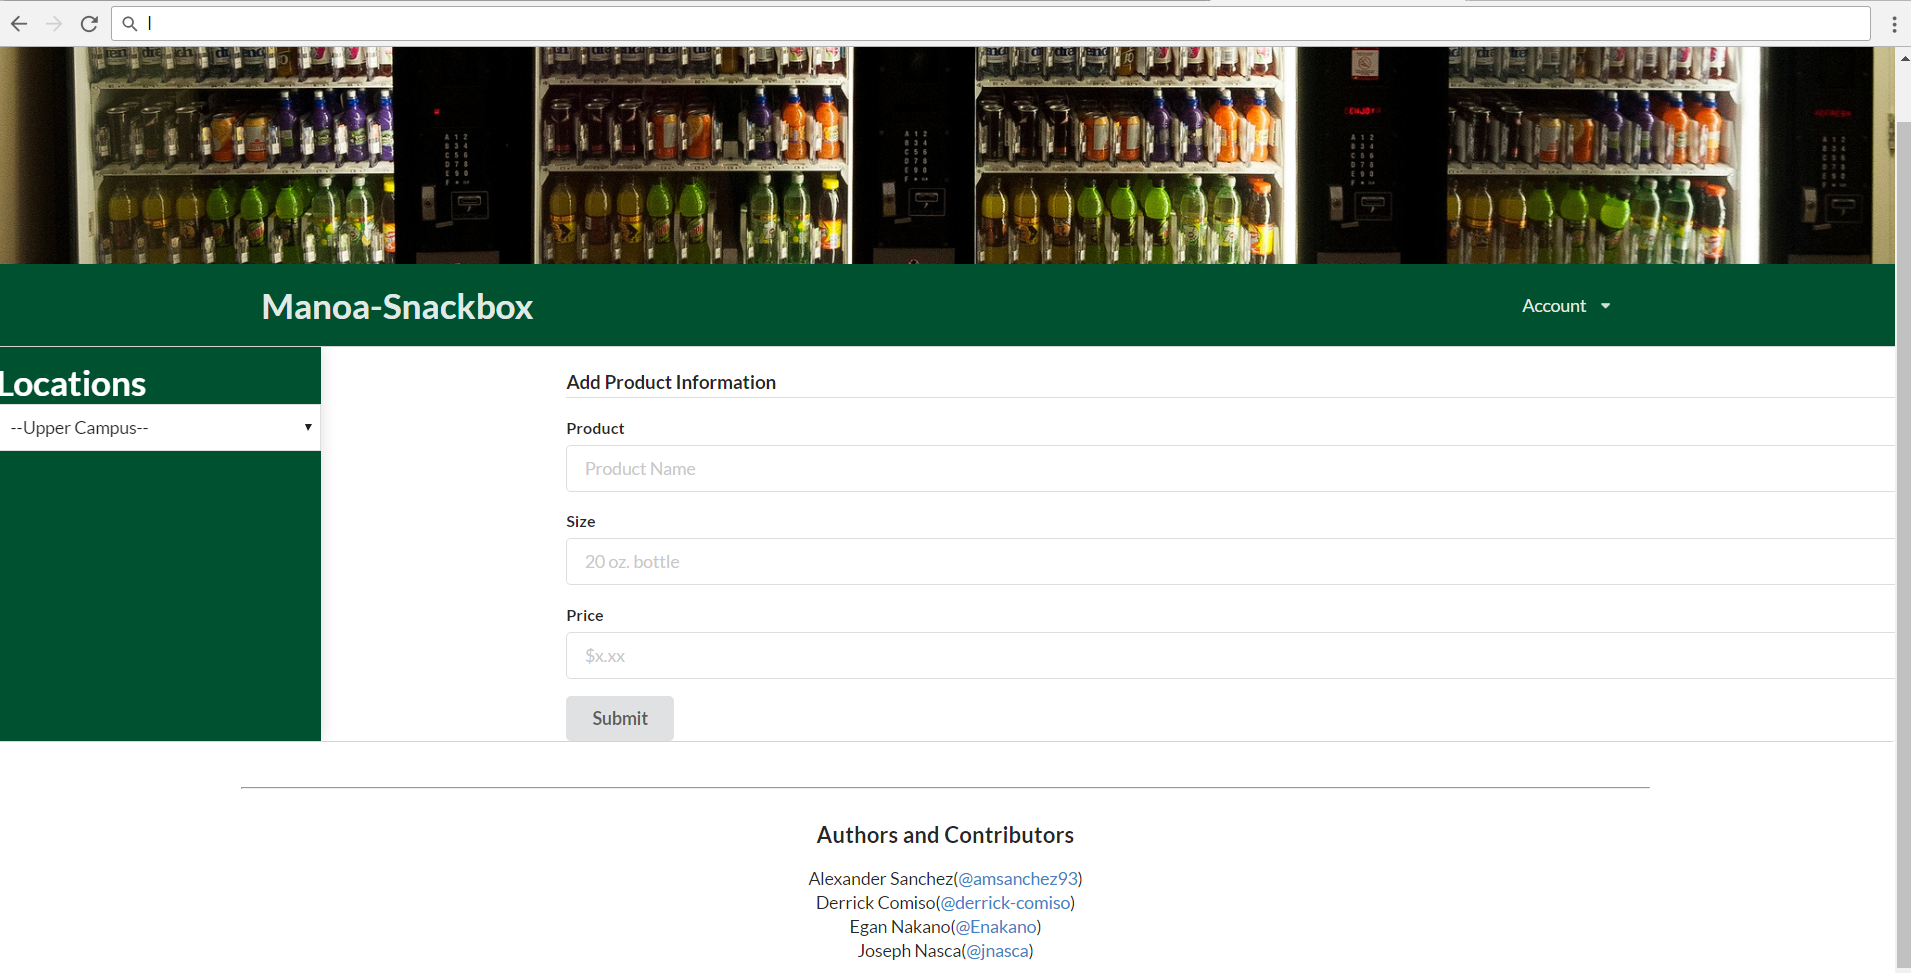 Manoa-Snackbox
Account
Locations
--Upper Campus--
Add Product Information
Product
Product Name
Size
20 oz. bottle
Price
$x.xx
Submit
Authors and Contributors
Alexander Sanchez(@amsanchez93)
Derrick Comiso(@derrick-comiso)
Egan Nakano(@Enakano)
Joseph Nasca(@jnasca)